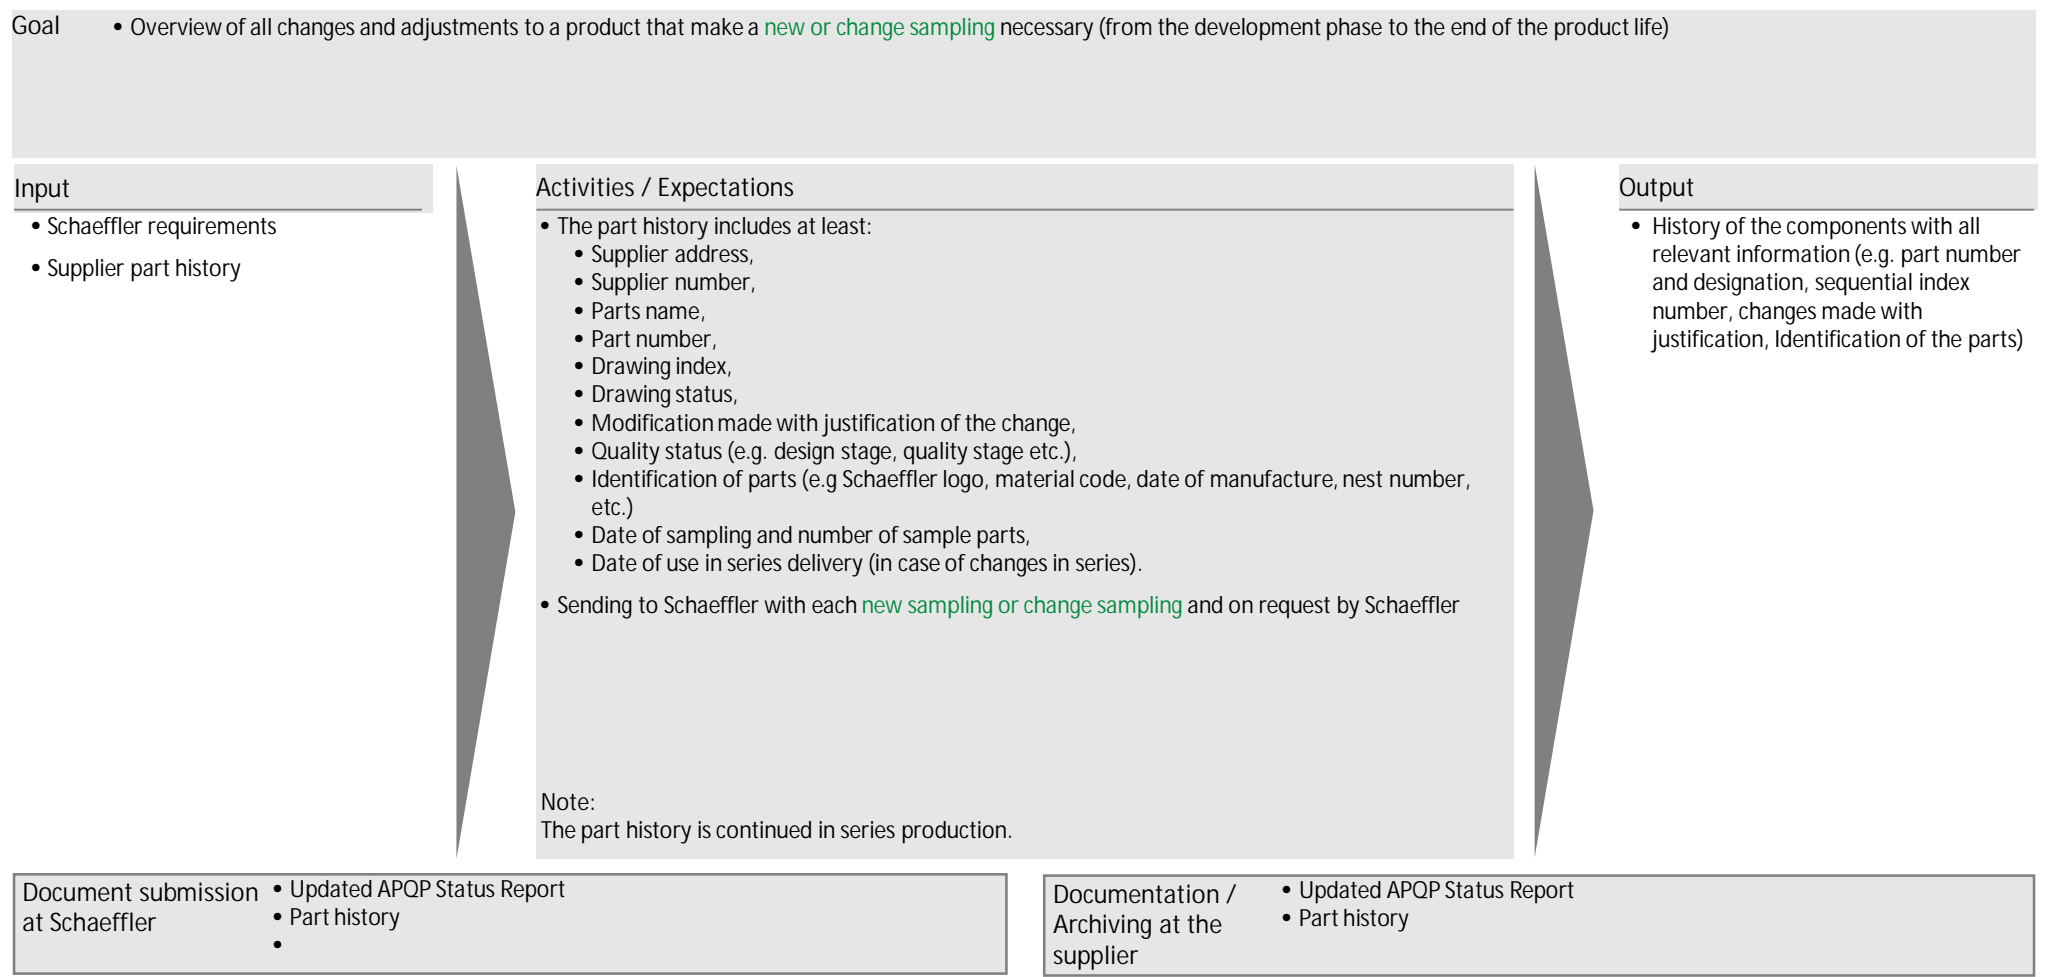 Goal
• Overview of all changes and adjustments to a product that make a new or change sampling necessary (from the development phase to the end of the product life)
Input
• Schaeffler requirements
• Supplier part history
Activities / Expectations
• The part history includes at least:
• Supplier address,
• Supplier number,
• Parts name,
• Part number,
• Drawing index,
• Drawing status,
• Modification made with justification of the change,
• Quality status (e.g. design stage, quality stage etc.),
• Identification of parts (e.g Schaeffler logo, material code, date of manufacture, nest number,
etc.)
• Date of sampling and number of sample parts,
• Date of use in series delivery (in case of changes in series).
• Sending to Schaeffler with each new sampling or change sampling and on request by Schaeffler
Note:
The part history is continued in series production.
Output
• History of the components with all
relevant information (e.g. part number
and designation, sequential index
number, changes made with
justification, Identification of the parts)
Document submission
at Schaeffler
• Updated APQP Status Report
• Part history
•
Documentation /
Archiving at the
supplier
• Updated APQP Status Report
• Part history